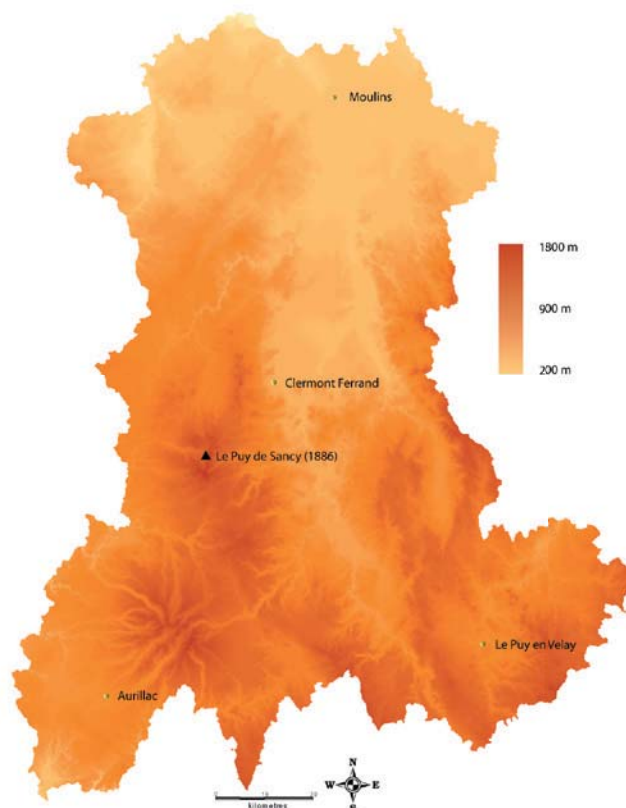 Moulins
1800 m
900 m
200 m
Clermont Ferrand
Le Puy de Sancy (1886)
Le Puy en Velay
Aurillac
N
W E
kilometres